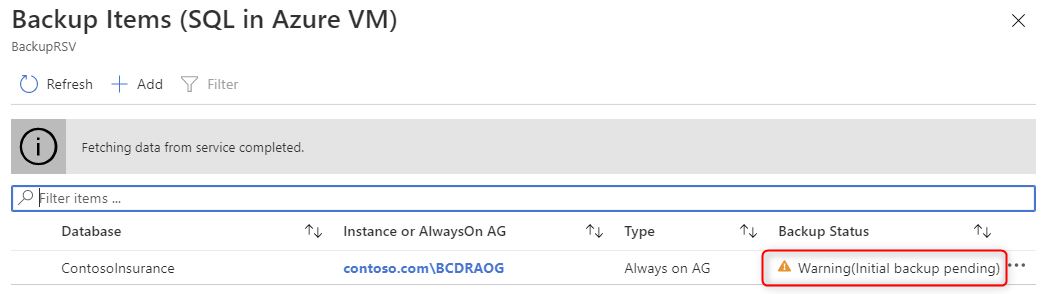 Backup Items (SQL in Azure VM)
BackupRSV
Refresh Add Filter
Fetching data from service completed.
Filter items ...
Database Instance or AlwaysOn AG Type Backup Status
ContosoInsurance contoso.com\BCDRAOG Always on AG Warning(Initial backup pending)